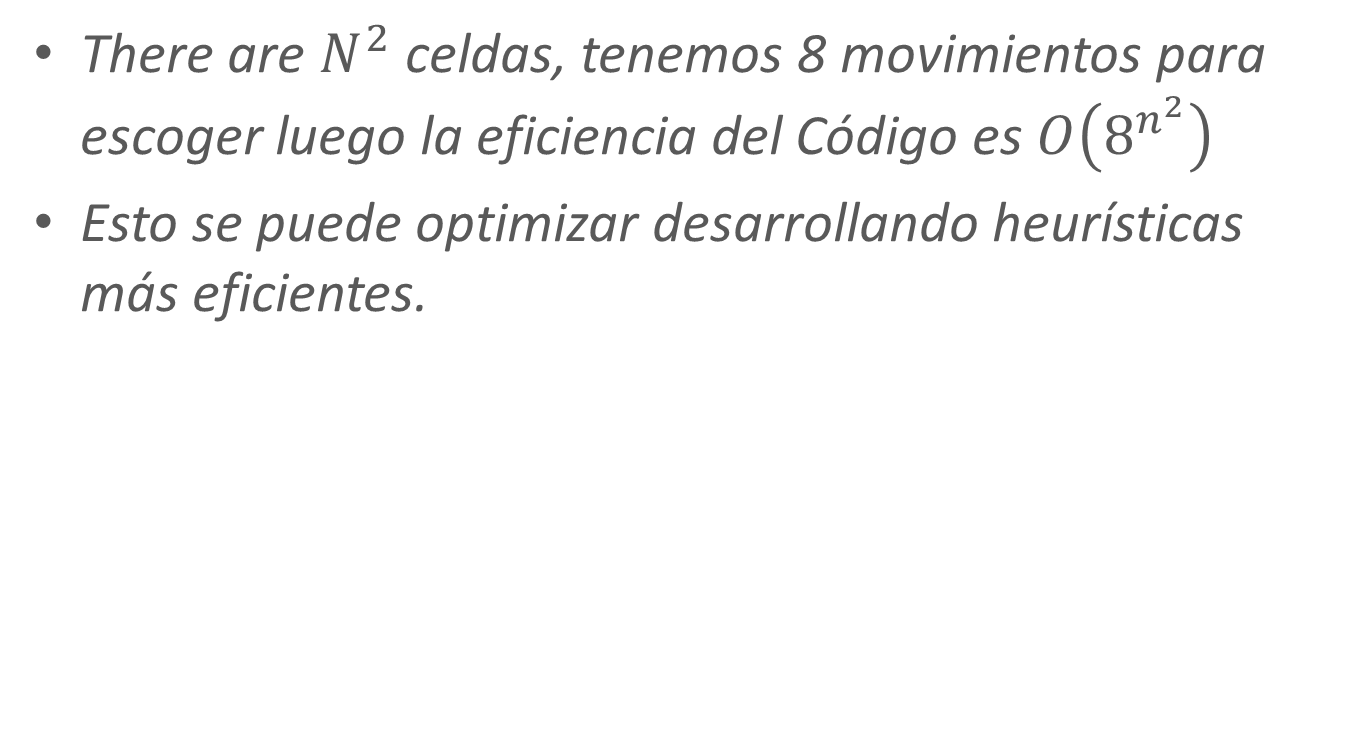 • There are N² celdas, tenemos 8 movimientos para
escoger luego la eficiencia del Código es O(8^{n²})
• Esto se puede optimizar desarrollando heurísticas
más eficientes.